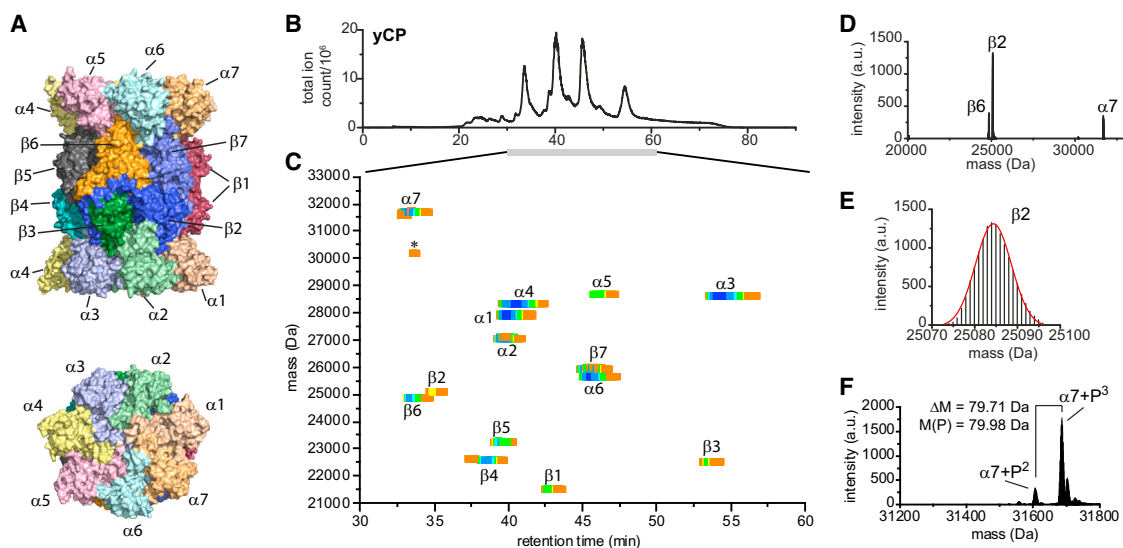 A
α5
α6
α7
α4
β6
β7
β5
β1
β4
β3
β2
α4
α3
α2
α1
α3
α2
α4
α1
α5
α7
α6
B
yCP
total ion
count/10⁶
20
10
0
0 20 40 60 80
C
mass (Da)
33000
32000
31000
30000
29000
28000
27000
26000
25000
24000
23000
22000
21000
30 35 40 45 50 55 60
retention time (min)
α7
*
α4
α5
α3
α1
α2
β7
α6
β2
β6
β5
β4
β1
β3
D
intensity (a.u.)
1500
1000
500
0
20000 25000 30000
mass (Da)
β2
β6
α7
E
intensity (a.u.)
1500
1000
500
0
25070 25080 25090 25100
mass (Da)
β2
F
intensity (a.u.)
2000
1500
1000
500
0
31200 31400 31600 31800
mass (Da)
ΔM = 79.71 Da
M(P) = 79.98 Da
α7+P³
α7+P²